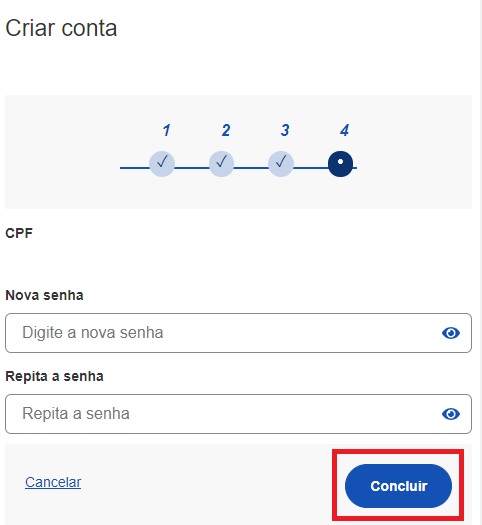 Criar conta
1 2 3 4
CPF
Nova senha
Digite a nova senha
Repita a senha
Repita a senha
Cancelar Concluir